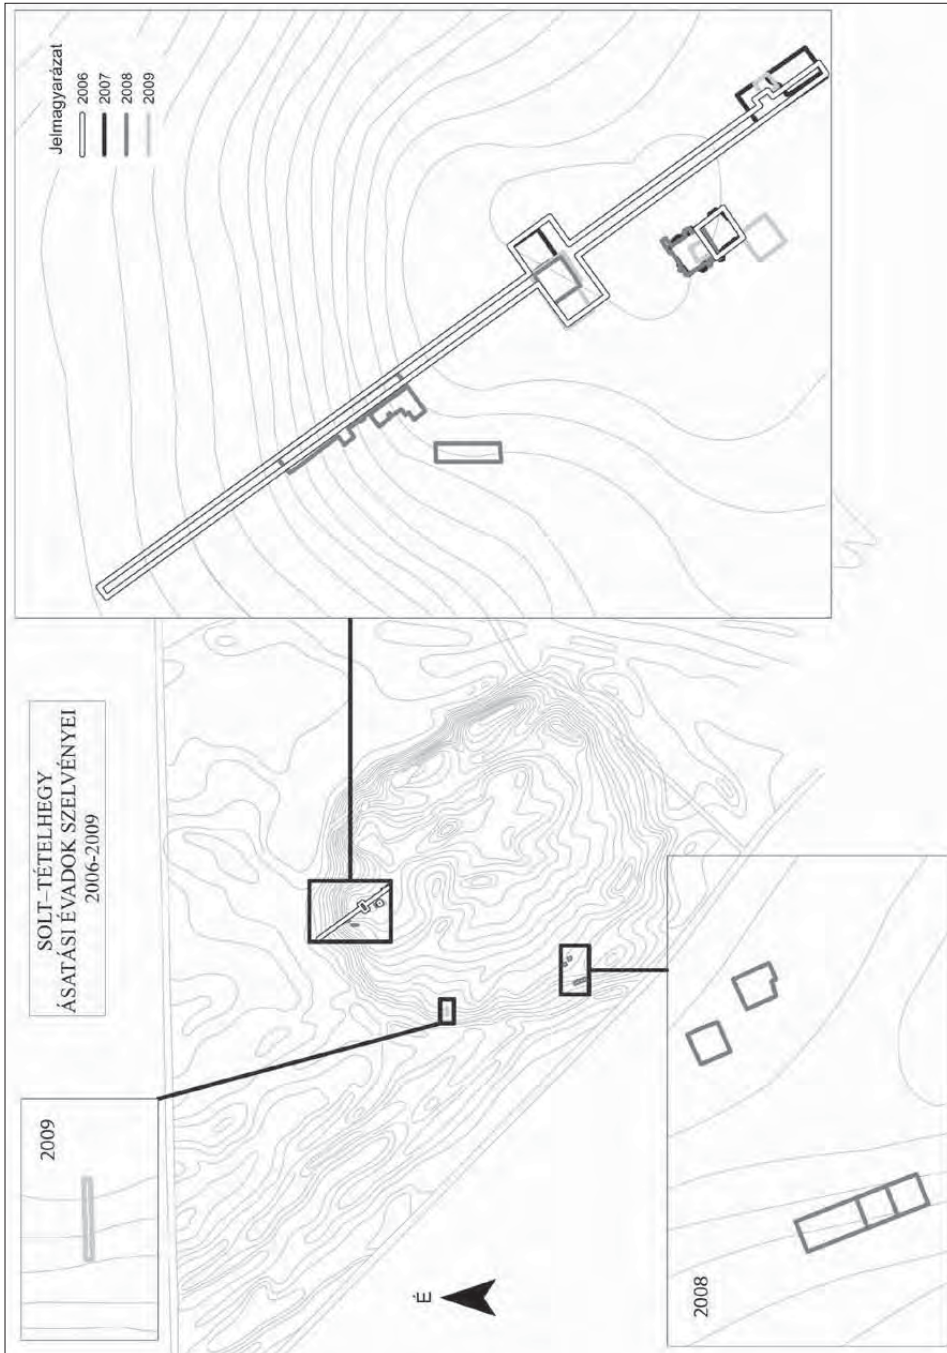 SOLT–TÉTELHEGY
ÁSATÁSI ÉVADOK SZELVÉNYEI
2006-2009
Jelmagyarázat
2006
2007
2008
2009
2009
É
2008